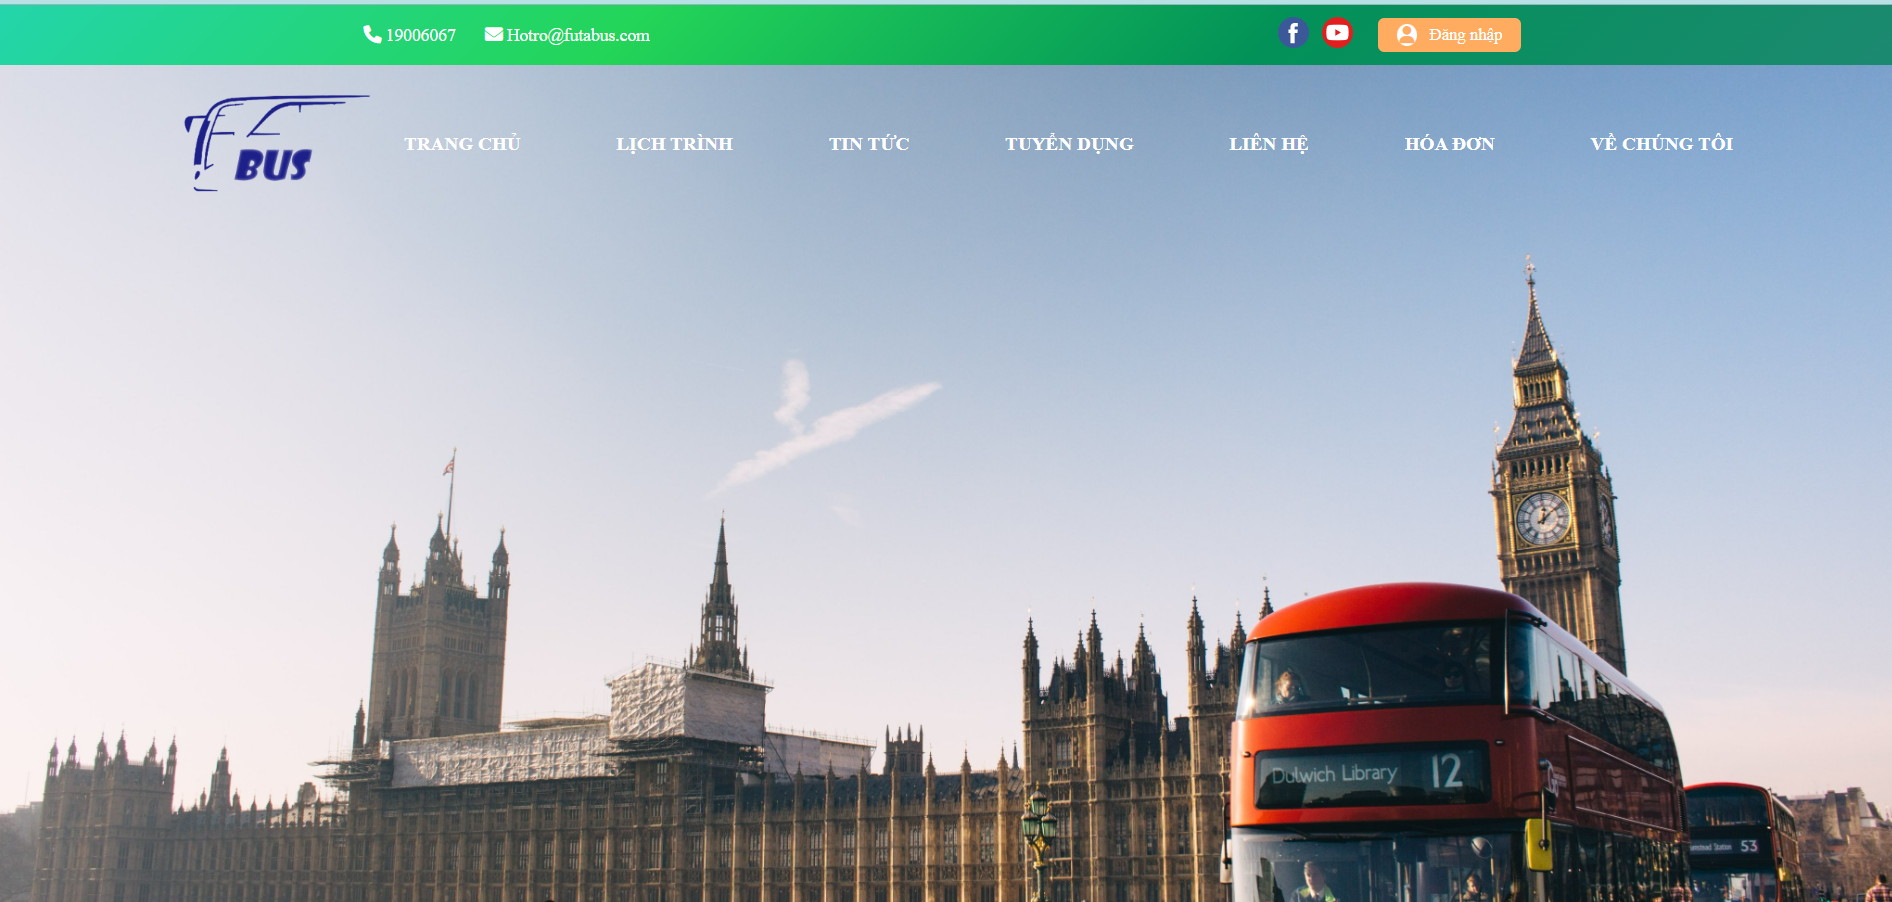 19006067 Hotro@futabus.com Đăng nhập
BUS
TRANG CHỦ LỊCH TRÌNH TIN TỨC TUYỂN DỤNG LIÊN HỆ HÓA ĐƠN VỀ CHÚNG TÔI
Dulwich Library 12
Station 53